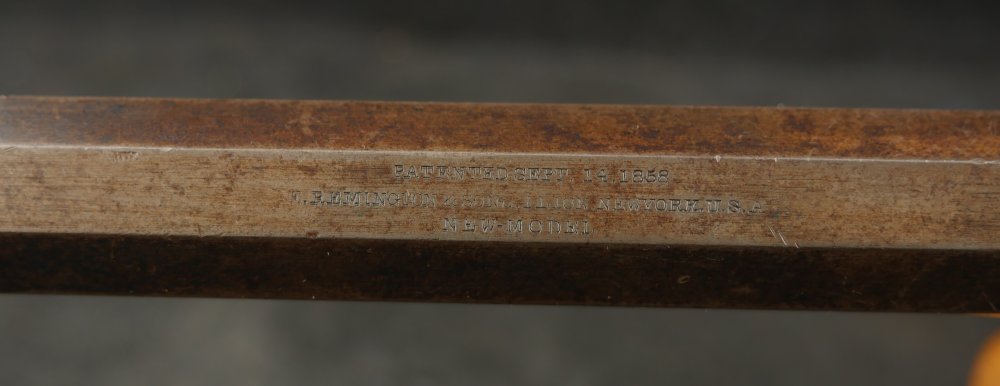 PATENTED SEPT. 14, 1858
E. REMINGTON & SONS, ILION, NEW YORK, U.S.A.
NEW-MODEL